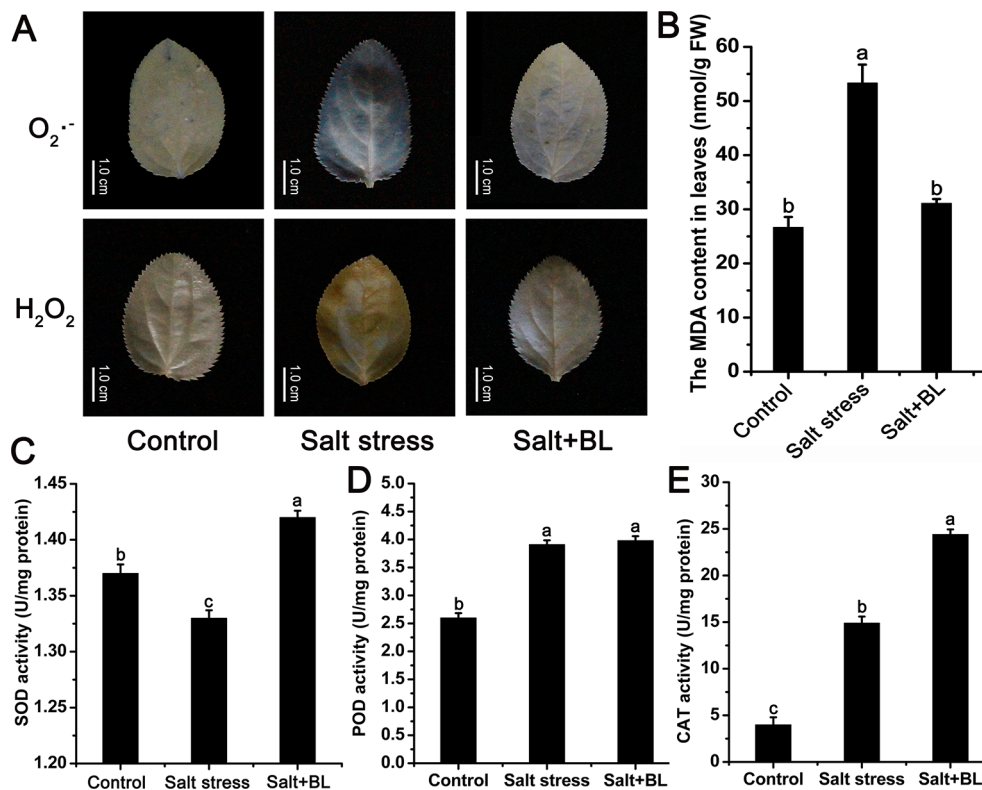 A
O₂·⁻
1.0 cm
1.0 cm
1.0 cm
H₂O₂
1.0 cm
1.0 cm
1.0 cm
Control
Salt stress
Salt+BL
B
The MDA content in leaves (nmol/g FW)
60
50
40
30
20
10
0
b
a
b
Control
Salt stress
Salt+BL
C
SOD activity (U/mg protein)
1.45
1.40
1.35
1.30
1.25
1.20
b
c
a
Control
Salt stress
Salt+BL
D
POD activity (U/mg protein)
5.0
4.5
4.0
3.5
3.0
2.5
2.0
1.5
1.0
0.5
0.0
b
a
a
Control
Salt stress
Salt+BL
E
CAT activity (U/mg protein)
30
25
20
15
10
5
0
c
b
a
Control
Salt stress
Salt+BL